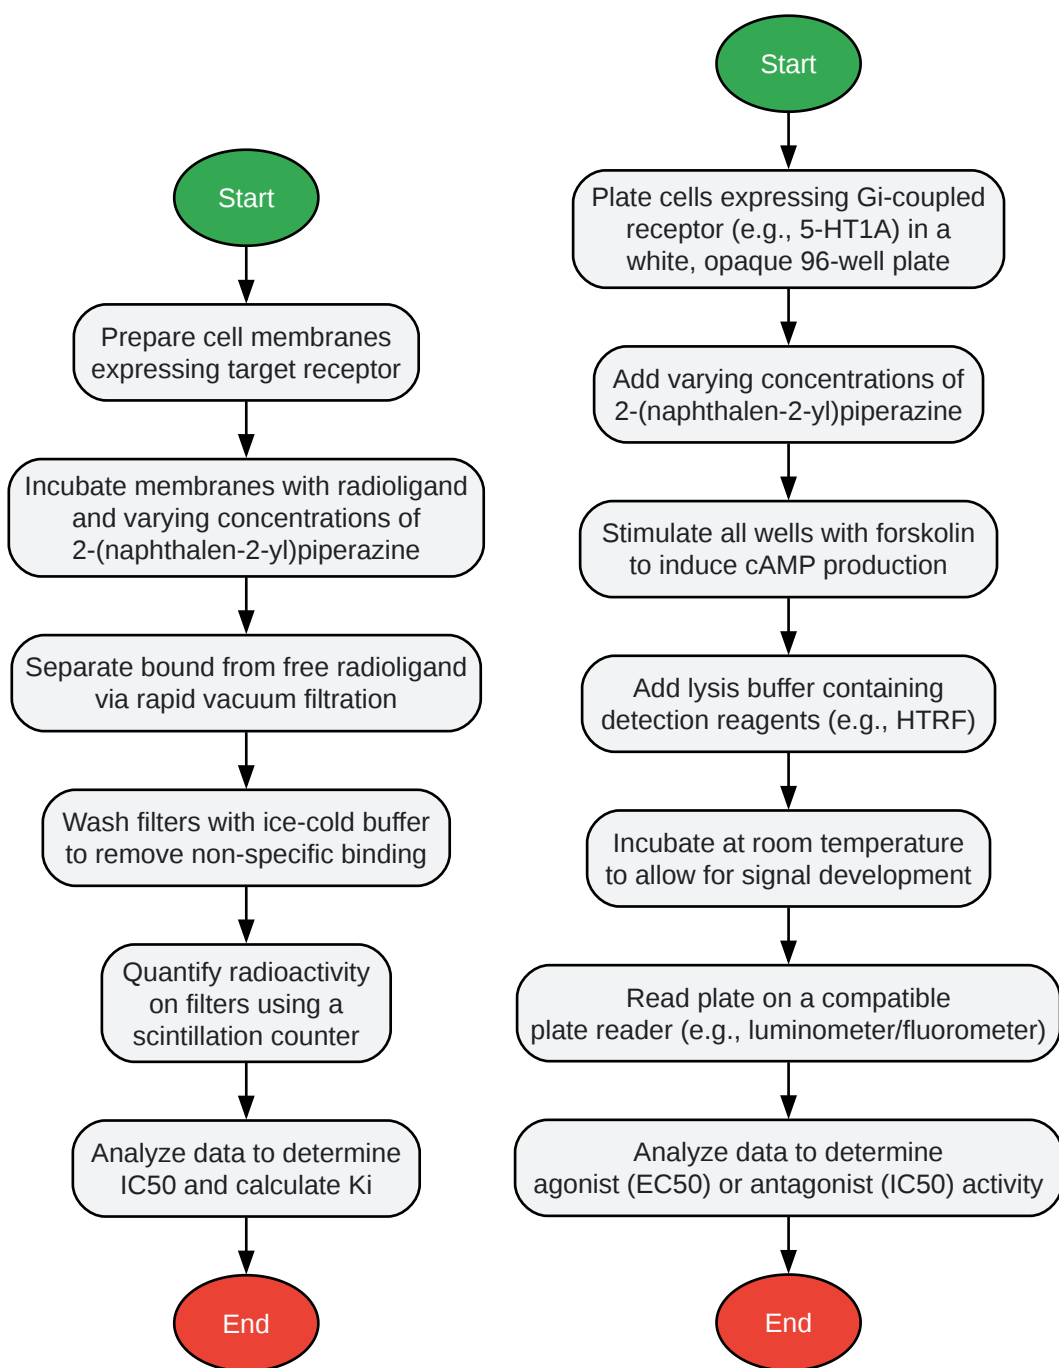 Start
Prepare cell membranes
expressing target receptor
Incubate membranes with radioligand
and varying concentrations of
2-(naphthalen-2-yl)piperazine
Separate bound from free radioligand
via rapid vacuum filtration
Wash filters with ice-cold buffer
to remove non-specific binding
Quantify radioactivity
on filters using a
scintillation counter
Analyze data to determine
IC50 and calculate Ki
End
Start
Plate cells expressing Gi-coupled
receptor (e.g., 5-HT1A) in a
white, opaque 96-well plate
Add varying concentrations of
2-(naphthalen-2-yl)piperazine
Stimulate all wells with forskolin
to induce cAMP production
Add lysis buffer containing
detection reagents (e.g., HTRF)
Incubate at room temperature
to allow for signal development
Read plate on a compatible
plate reader (e.g., luminometer/fluorometer)
Analyze data to determine
agonist (EC50) or antagonist (IC50) activity
End